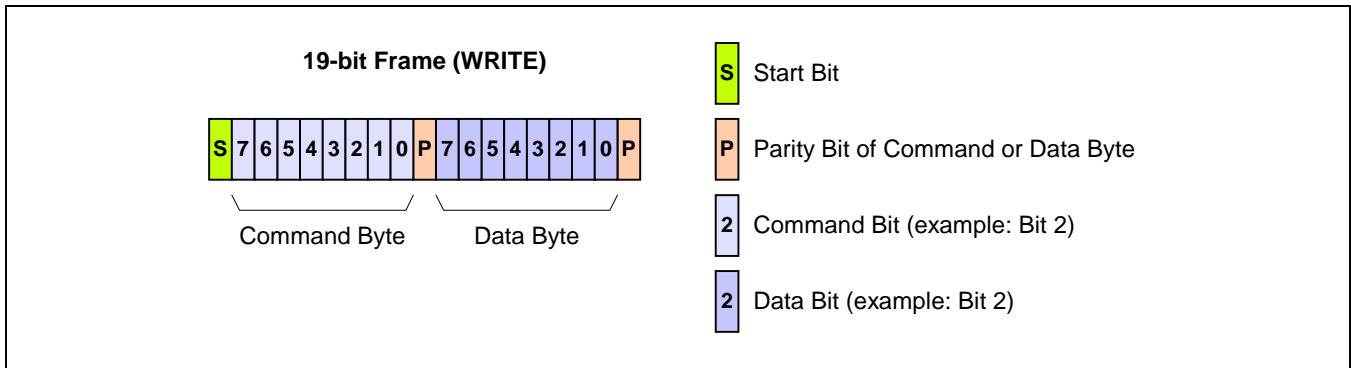 19-bit Frame (WRITE)
S 7 6 5 4 3 2 1 0 P 7 6 5 4 3 2 1 0 P
Command Byte Data Byte
S Start Bit
P Parity Bit of Command or Data Byte
2 Command Bit (example: Bit 2)
2 Data Bit (example: Bit 2)